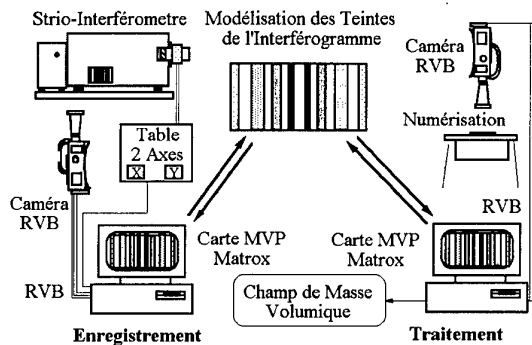 Strio-Interférometre
Modélisation des Teintes
de l'Interférogramme
Caméra
RVB
Numérisation
Table
2 Axes
X Y
Caméra
RVB
RVB
Carte MVP
Matrox
Carte MVP
Matrox
RVB
Champ de Masse
Volumique
Enregistrement
Traitement